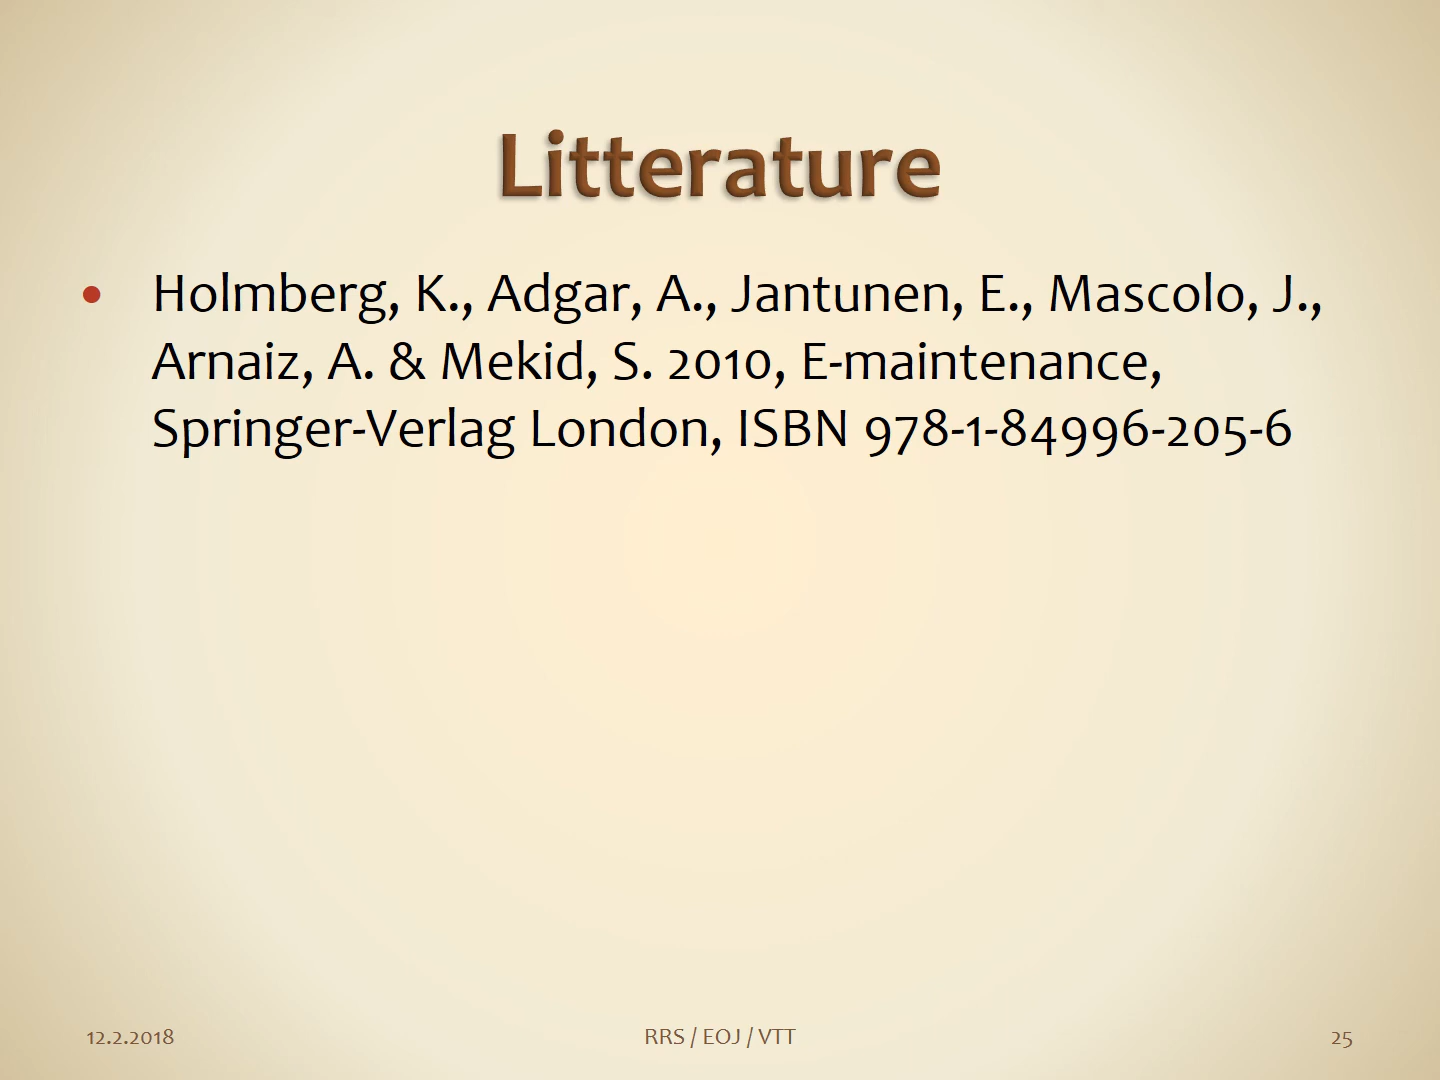 Litterature
• Holmberg, K., Adgar, A., Jantunen, E., Mascolo, J.,
Arnaiz, A. & Mekid, S. 2010, E-maintenance,
Springer-Verlag London, ISBN 978-1-84996-205-6
12.2.2018
RRS / EOJ / VTT
25